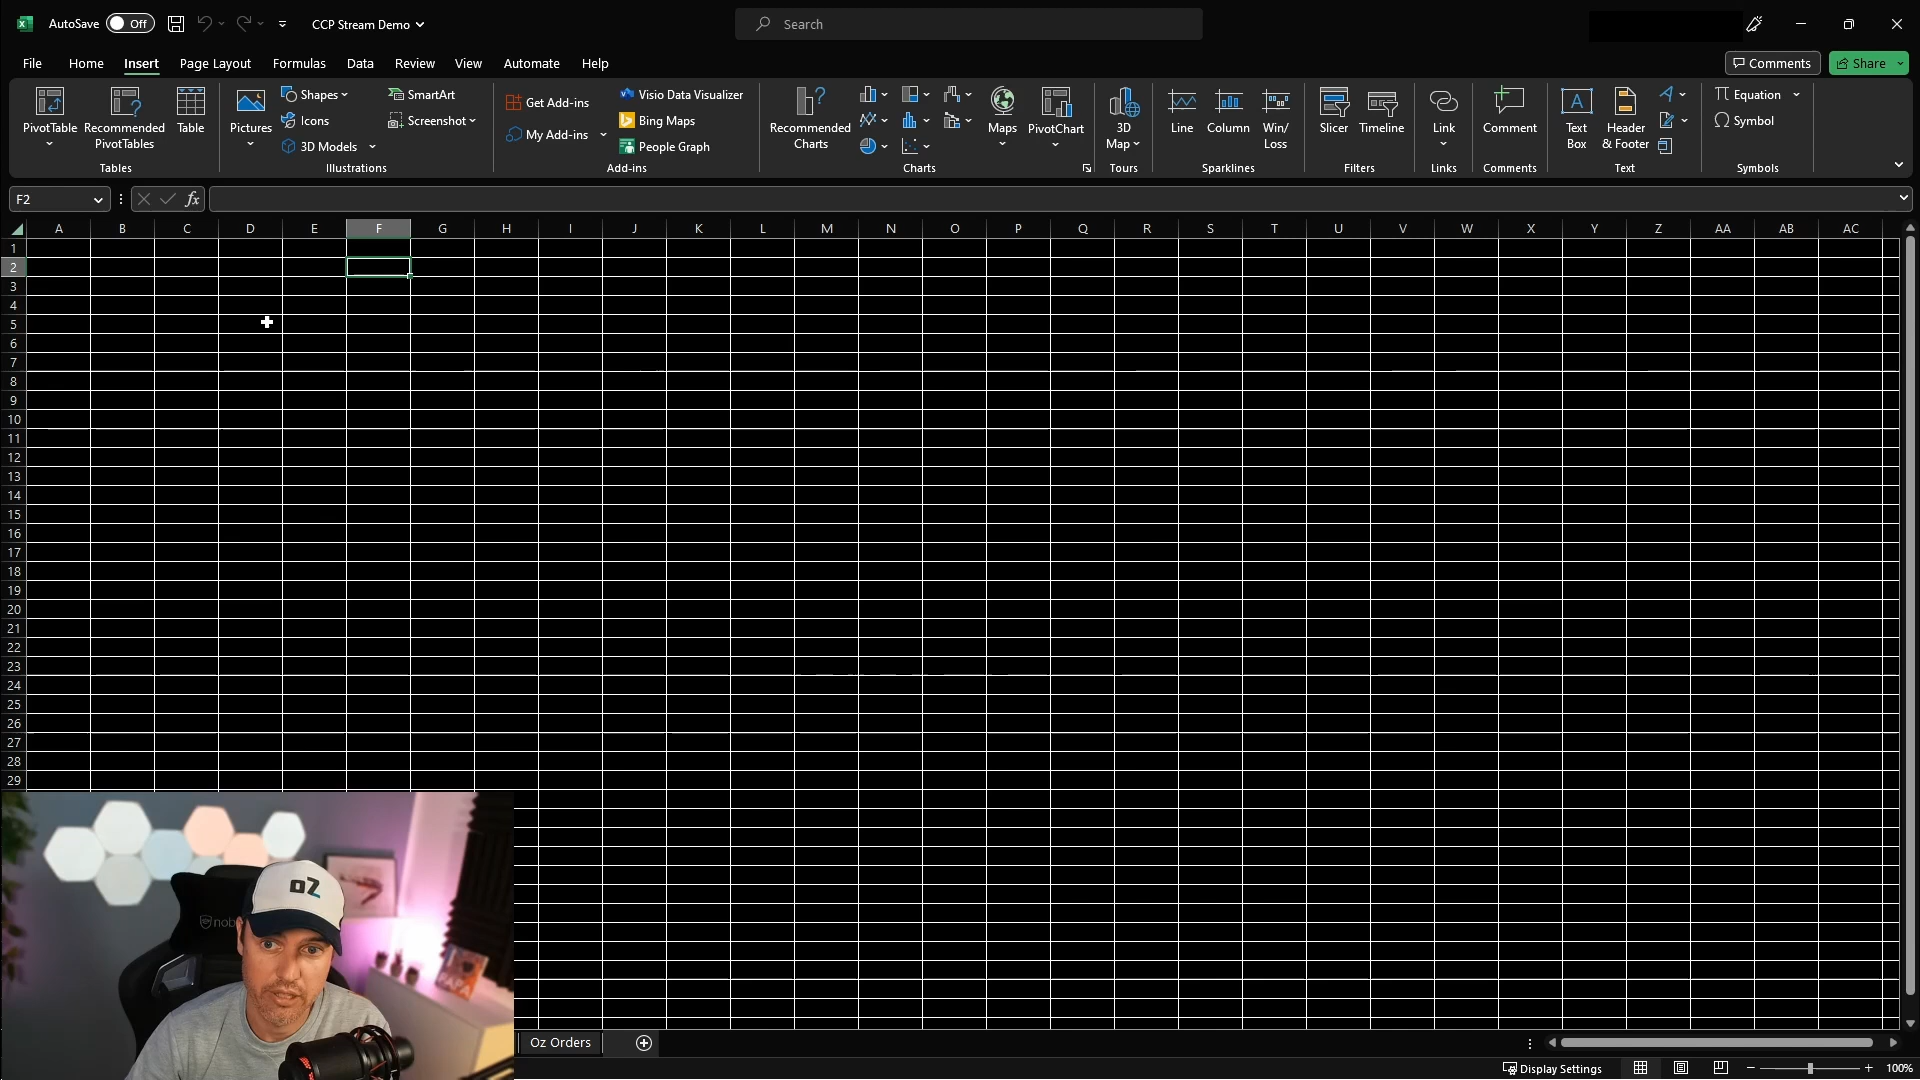 AutoSave Off CCP Stream Demo Search
File Home Insert Page Layout Formulas Data Review View Automate Help Comments Share
PivotTable
Recommended
PivotTables
Table
Tables
Pictures
Shapes
Icons
3D Models
SmartArt
Screenshot
Illustrations
Get Add-ins
My Add-ins
Visio Data Visualizer
Bing Maps
People Graph
Add-ins
Recommended
Charts
Maps
PivotChart
Charts
3D
Map
Tours
Line
Column
Win/
Loss
Sparklines
Slicer
Timeline
Filters
Link
Links
Comment
Comments
Text
Box
Header
& Footer
Text
Equation
Symbol
Symbols
F2 fx
A B C D E F G H I J K L M N O P Q R S T U V W X Y Z AA AB AC
1
2
3
4
5
6
7
8
9
10
11
12
13
14
15
16
17
18
19
20
21
22
23
24
25
26
27
28
29
oZ
Oz Orders
Display Settings 100%